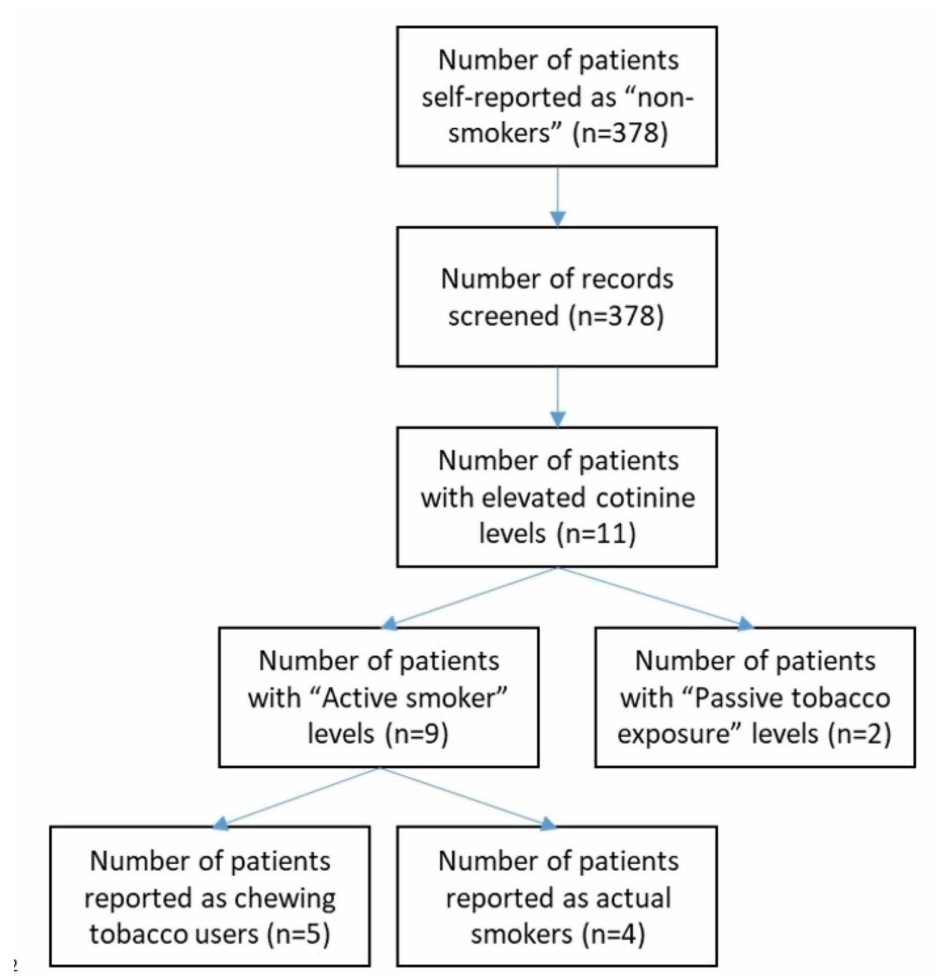 Number of patients
self-reported as “non-
smokers” (n=378)
Number of records
screened (n=378)
Number of patients
with elevated cotinine
levels (n=11)
Number of patients
with “Active smoker”
levels (n=9)
Number of patients
with “Passive tobacco
exposure” levels (n=2)
Number of patients
reported as chewing
tobacco users (n=5)
Number of patients
reported as actual
smokers (n=4)